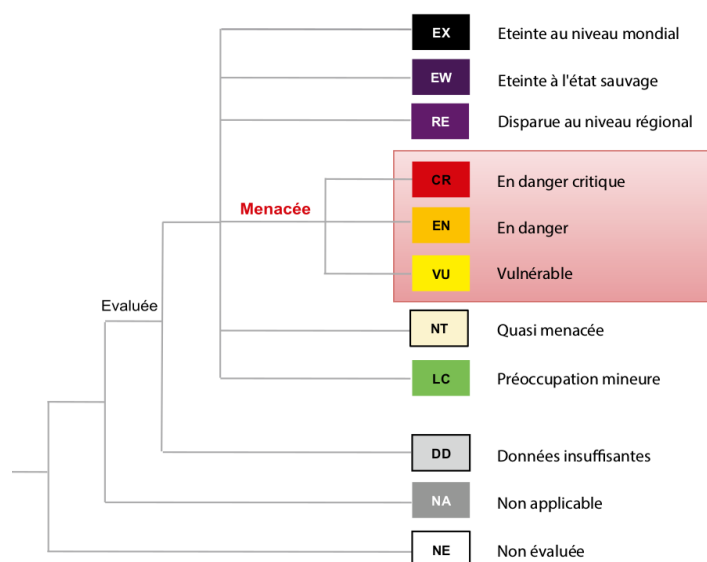 EX Eteinte au niveau mondial
EW Eteinte à l'état sauvage
RE Disparue au niveau régional
CR En danger critique
Menacée
EN En danger
VU Vulnérable
Evaluée
NT Quasi menacée
LC Préoccupation mineure
DD Données insuffisantes
NA Non applicable
NE Non évaluée